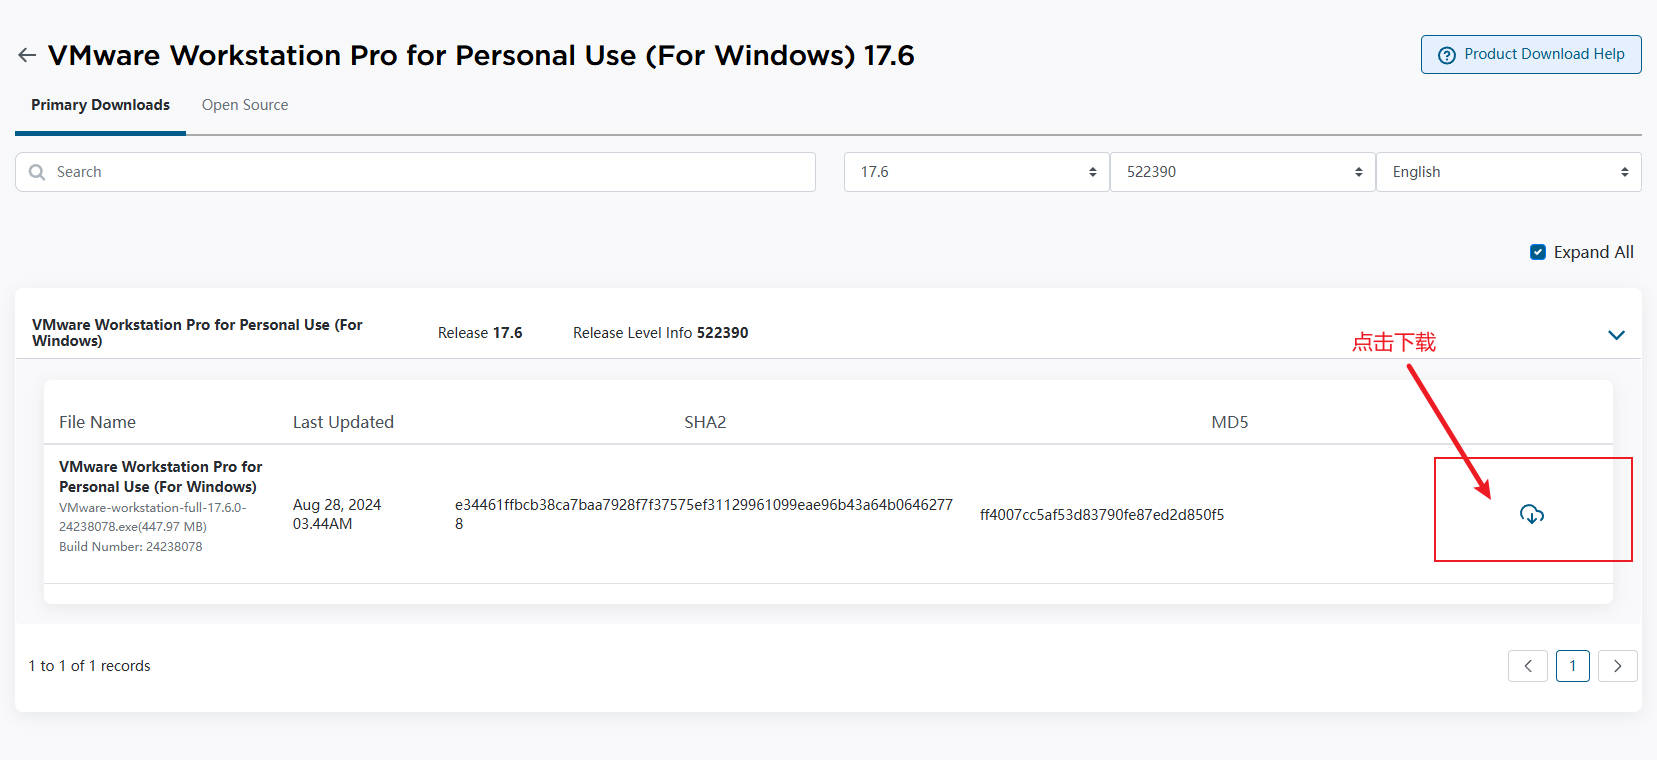 VMware Workstation Pro for Personal Use (For Windows) 17.6
Product Download Help
Primary Downloads
Open Source
Search
17.6
522390
English
Expand All
VMware Workstation Pro for Personal Use (For
Windows)
Release 17.6
Release Level Info 522390
点击下载
File Name
Last Updated
SHA2
MD5
VMware Workstation Pro for
Personal Use (For Windows)
VMware-workstation-full-17.6.0-
24238078.exe(447.97 MB)
Build Number: 24238078
Aug 28, 2024
03.44AM
e34461ffbcb38ca7baa7928f7f37575ef31129961099eae96b43a64b0646277
8
ff4007cc5af53d83790fe87ed2d850f5
1 to 1 of 1 records
1